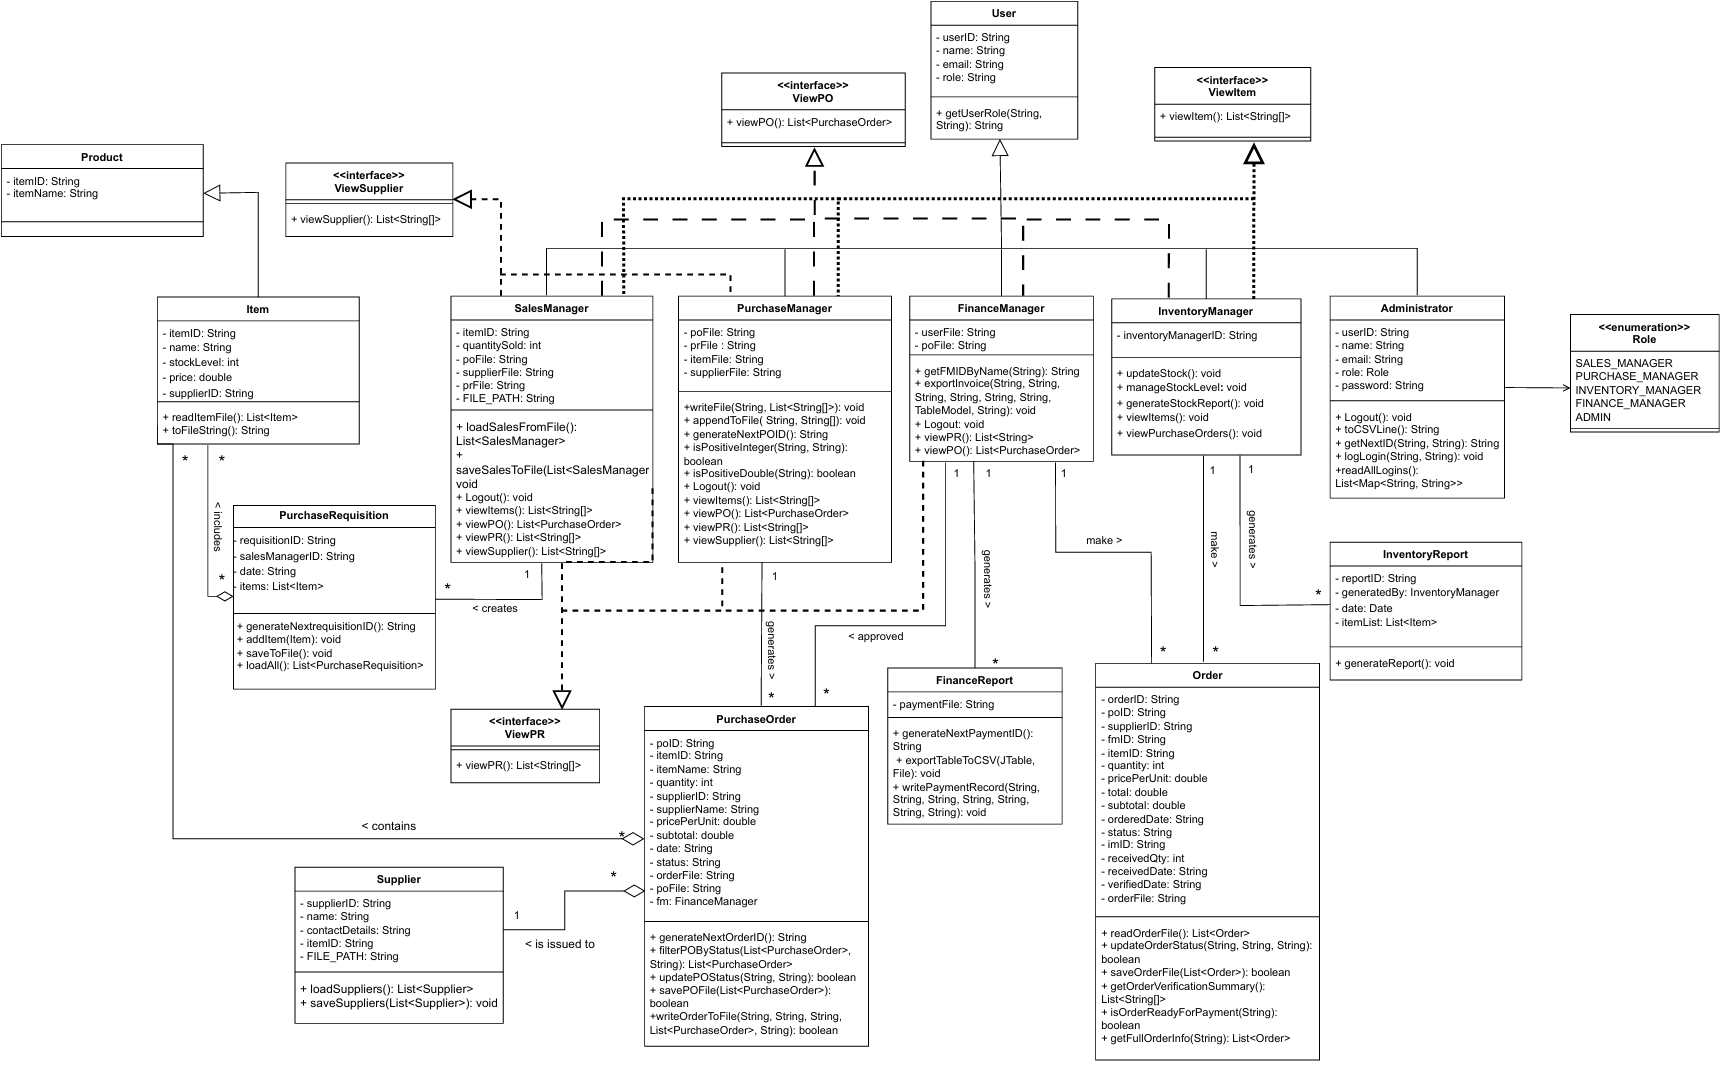 User
- userID: String
- name: String
- email: String
- role: String
+ getUserRole(String,
String): String
<<interface>>
ViewPO
+ viewPO(): List<PurchaseOrder>
<<interface>>
ViewItem
+ viewItem(): List<String[]>
Product
- itemID: String
- itemName: String
<<interface>>
ViewSupplier
+ viewSupplier(): List<String[]>
Item
- itemID: String
- name: String
- stockLevel: int
- price: double
- supplierID: String
+ readItemFile(): List<Item>
+ toFileString(): String
SalesManager
- itemID: String
- quantitySold: int
- poFile: String
- supplierFile: String
- prFile: String
- FILE_PATH: String
+ loadSalesFromFile():
List<SalesManager>
+
saveSalesToFile(List<SalesManager
void
+ Logout(): void
+ viewItems(): List<String[]>
+ viewPO(): List<PurchaseOrder>
+ viewPR(): List<String[]>
+ viewSupplier(): List<String[]>
PurchaseManager
- poFile: String
- prFile : String
- itemFile: String
- supplierFile: String
+writeFile(String, List<String[]>): void
+ appendToFile( String, String[]): void
+ generateNextPOID(): String
+ isPositiveInteger(String, String):
boolean
+ isPositiveDouble(String): boolean
+ Logout(): void
+ viewItems(): List<String[]>
+ viewPO(): List<PurchaseOrder>
+ viewPR(): List<String[]>
+ viewSupplier(): List<String[]>
FinanceManager
- userFile: String
- poFile: String
+ getFMIDByName(String): String
+ exportInvoice(String, String,
String, String, String, String,
TableModel, String): void
+ Logout: void
+ viewPR(): List<String>
+ viewPO(): List<PurchaseOrder>
InventoryManager
- inventoryManagerID: String
+ updateStock(): void
+ manageStockLevel: void
+ generateStockReport(): void
+ viewItems(): void
+ viewPurchaseOrders(): void
Administrator
- userID: String
- name: String
- email: String
- role: Role
- password: String
+ Logout(): void
+ toCSVLine(): String
+ getNextID(String, String): String
+ logLogin(String, String): void
+readAllLogins():
List<Map<String, String>>
<<enumeration>>
Role
SALES_MANAGER
PURCHASE_MANAGER
INVENTORY_MANAGER
FINANCE_MANAGER
ADMIN
*
*
< includes
*
PurchaseRequisition
- requisitionID: String
- salesManagerID: String
- date: String
- items: List<Item>
+ generateNextrequisitionID(): String
+ addItem(Item): void
+ saveToFile(): void
+ loadAll(): List<PurchaseRequisition>
*
1
< creates
1
generates >
*
1
< approved
*
1
generates >
*
1
make >
*
1
make >
*
1
generates >
*
InventoryReport
- reportID: String
- generatedBy: InventoryManager
- date: Date
- itemList: List<Item>
+ generateReport(): void
<<interface>>
ViewPR
+ viewPR(): List<String[]>
PurchaseOrder
- poID: String
- itemID: String
- itemName: String
- quantity: int
- supplierID: String
- supplierName: String
- pricePerUnit: double
- subtotal: double
- date: String
- status: String
- orderFile: String
- poFile: String
- fm: FinanceManager
+ generateNextOrderID(): String
+ filterPOByStatus(List<PurchaseOrder>,
String): List<PurchaseOrder>
+ updatePOStatus(String, String): boolean
+ savePOFile(List<PurchaseOrder>):
boolean
+writeOrderToFile(String, String, String,
List<PurchaseOrder>, String): boolean
FinanceReport
- paymentFile: String
+ generateNextPaymentID():
String
+ exportTableToCSV(JTable,
File): void
+ writePaymentRecord(String,
String, String, String, String,
String, String): void
Order
- orderID: String
- poID: String
- supplierID: String
- fmID: String
- itemID: String
- quantity: int
- pricePerUnit: double
- total: double
- subtotal: double
- orderedDate: String
- status: String
- imID: String
- receivedQty: int
- receivedDate: String
- verifiedDate: String
- orderFile: String
+ readOrderFile(): List<Order>
+ updateOrderStatus(String, String, String):
boolean
+ saveOrderFile(List<Order>): boolean
+ getOrderVerificationSummary():
List<String[]>
+ isOrderReadyForPayment(String):
boolean
+ getFullOrderInfo(String): List<Order>
< contains
*
Supplier
- supplierID: String
- name: String
- contactDetails: String
- itemID: String
- FILE_PATH: String
+ loadSuppliers(): List<Supplier>
+ saveSuppliers(List<Supplier>): void
*
1
< is issued to